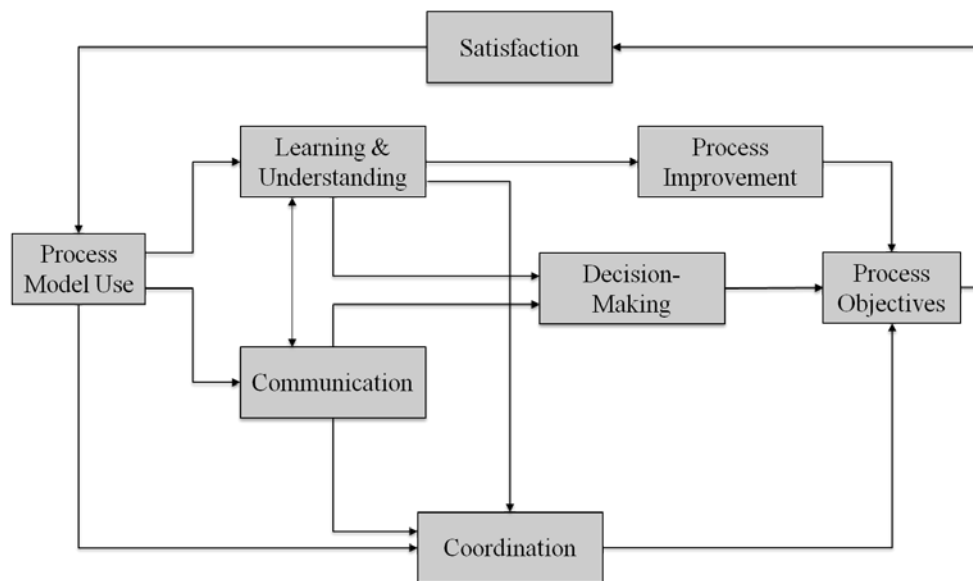 Satisfaction
Learning &
Understanding
Process
Improvement
Process
Model Use
Decision-
Making
Process
Objectives
Communication
Coordination